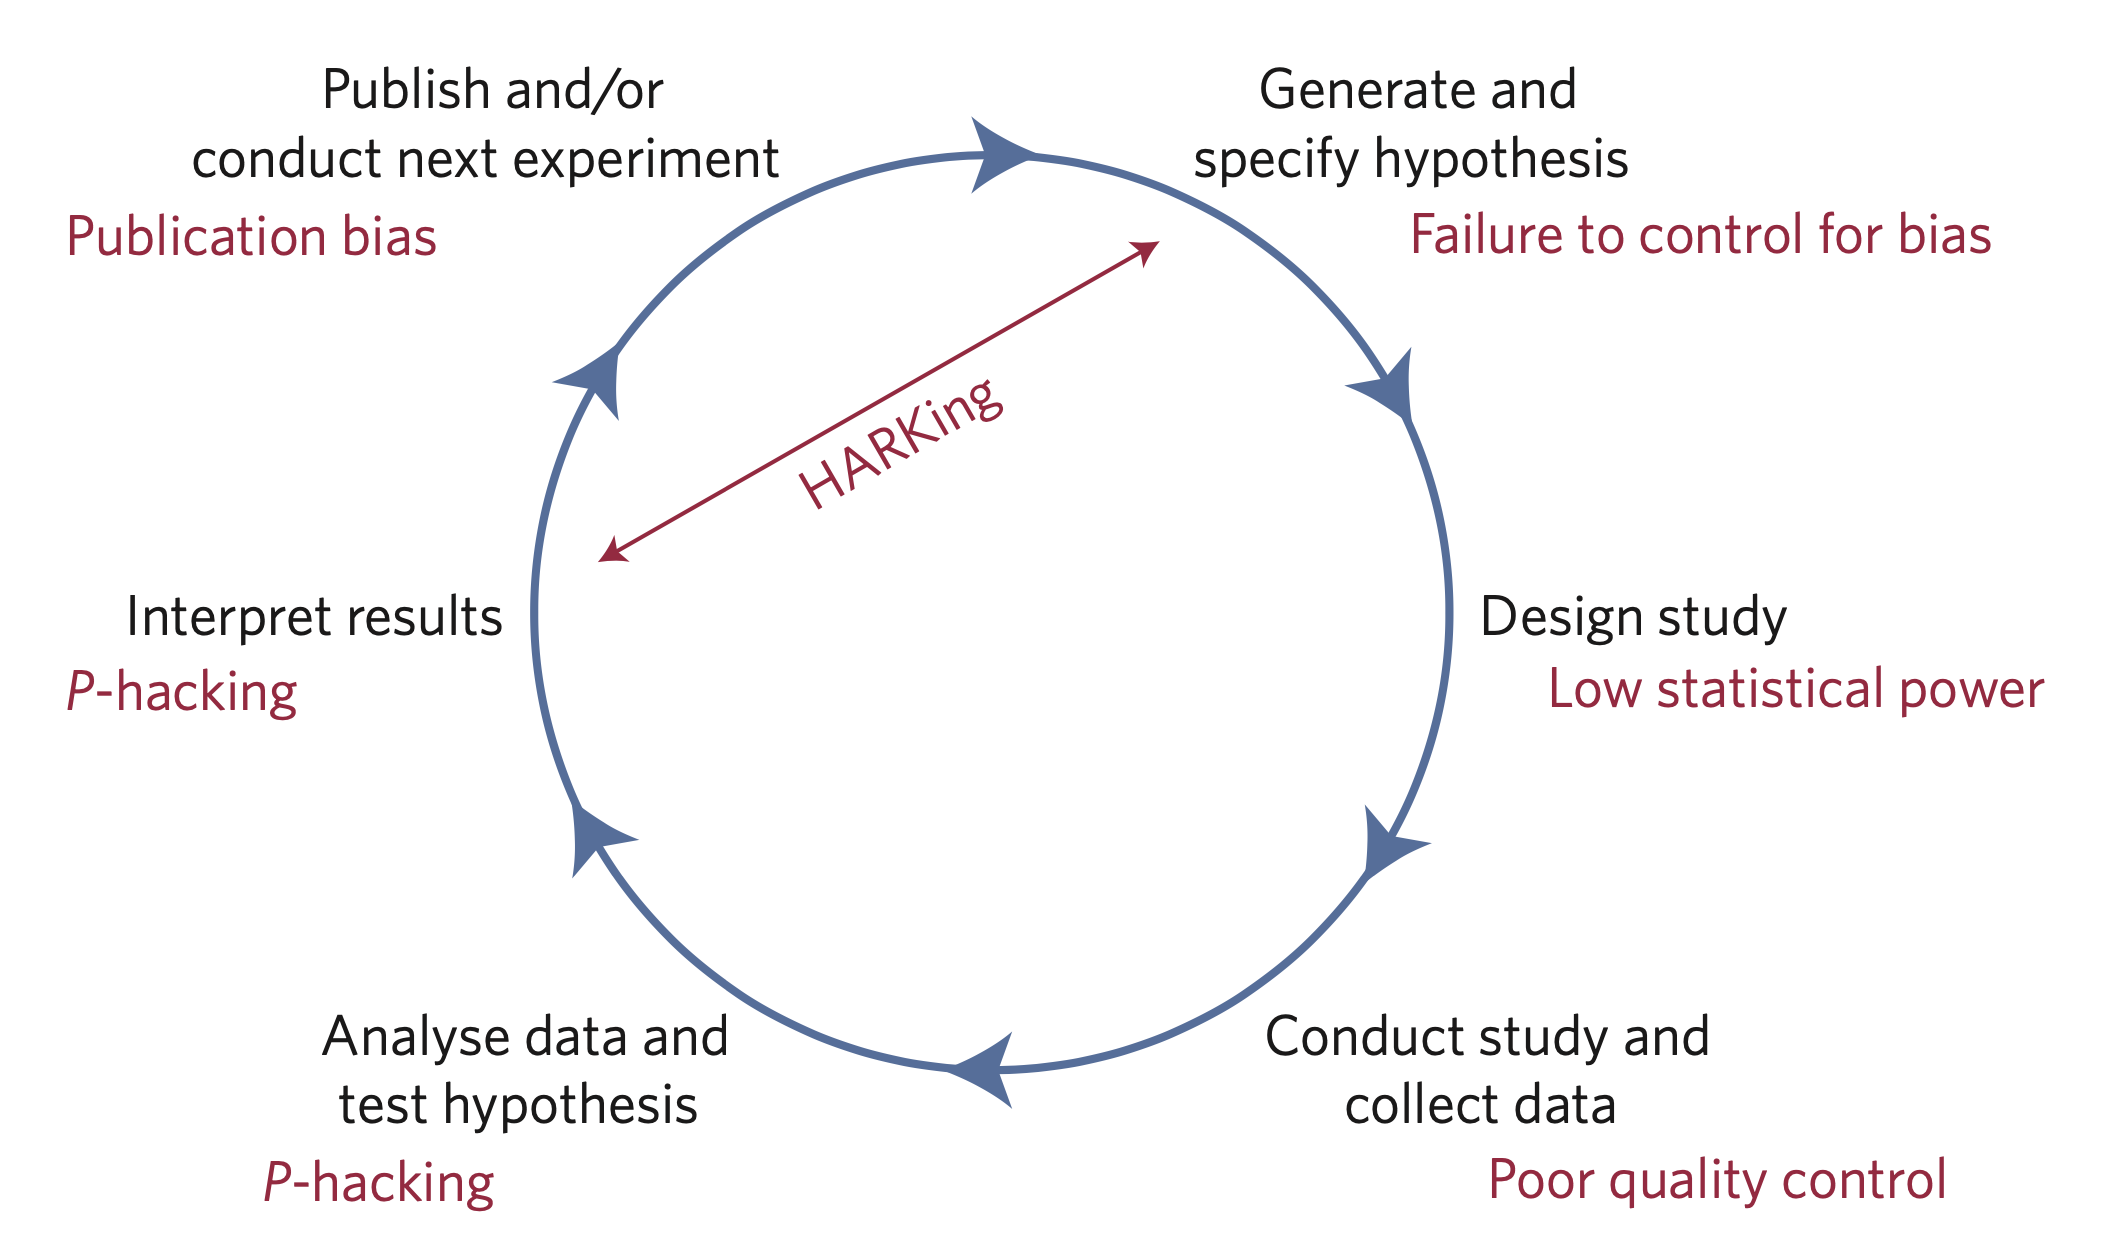 Publish and/or
conduct next experiment
Publication bias
Generate and
specify hypothesis
Failure to control for bias
HARKing
Interpret results
P-hacking
Design study
Low statistical power
Analyse data and
test hypothesis
P-hacking
Conduct study and
collect data
Poor quality control